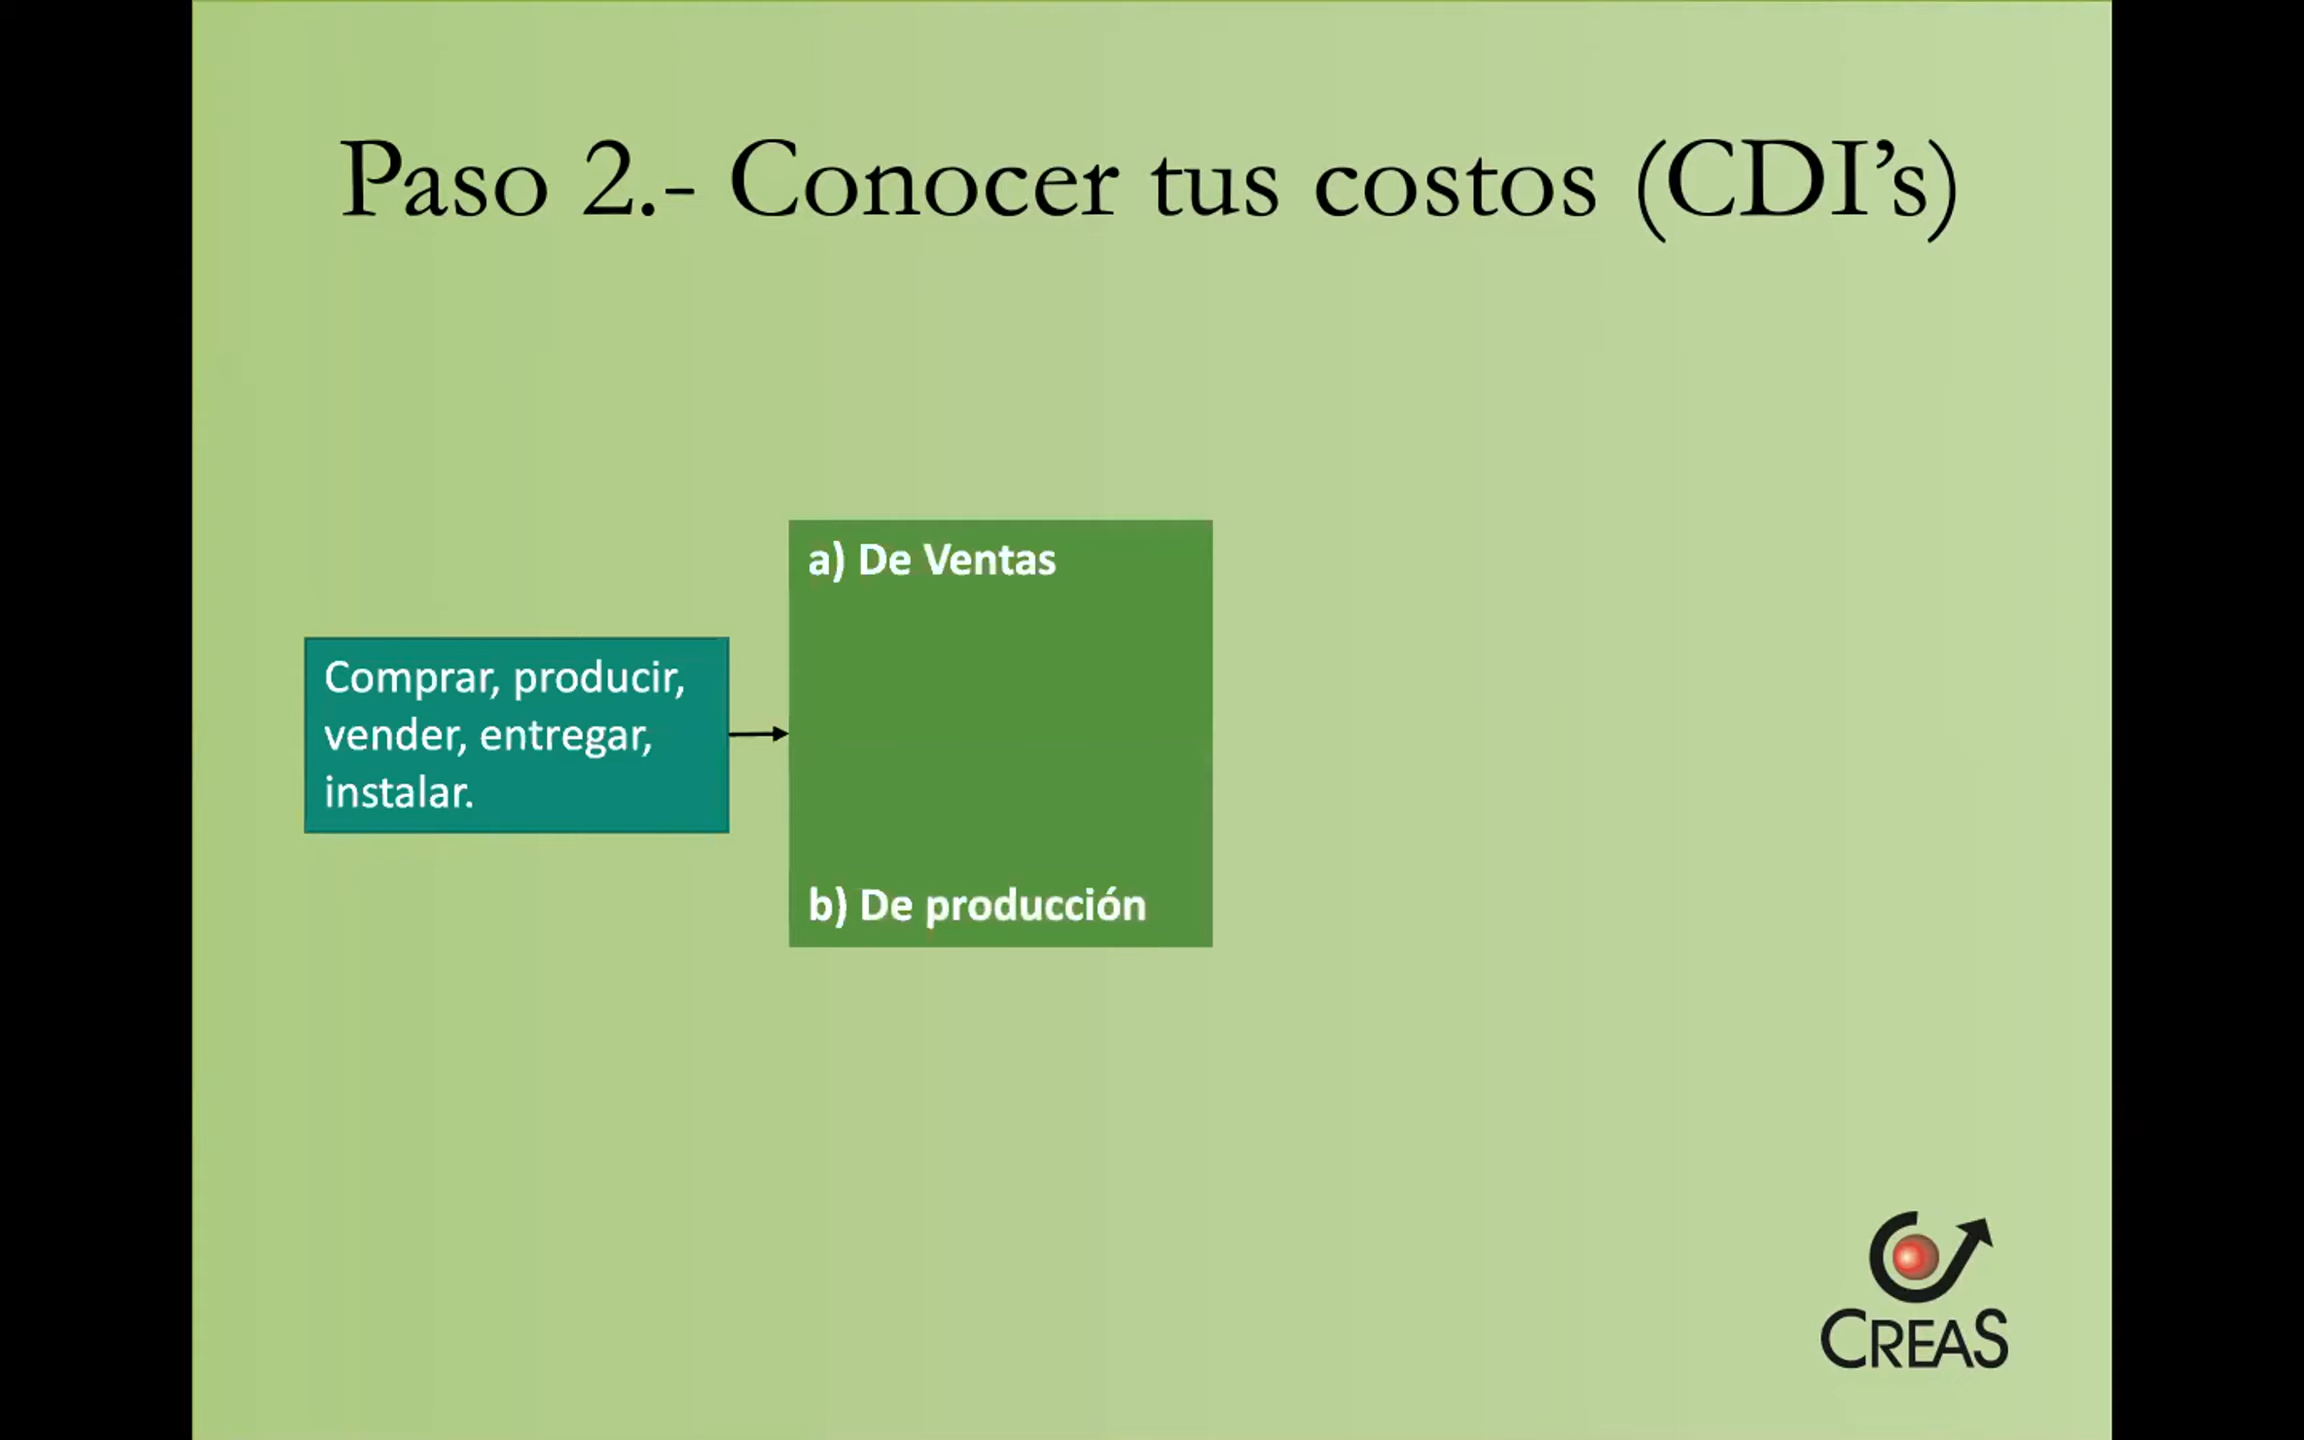 Paso 2.- Conocer tus costos (CDI’s)
Comprar, producir,
vender, entregar,
instalar.
a) De Ventas
b) De producción
CREAS